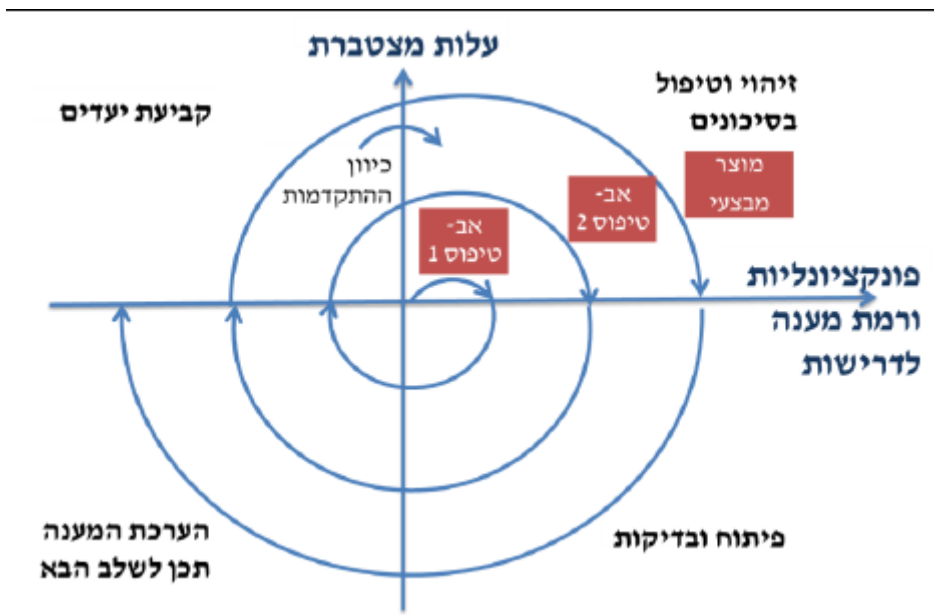 עלות מצטברת
זיהוי וטיפול
בסיכונים
קביעת יעדים
מוצר
מבצעי
כיוון
ההתקדמות
אב-
טיפוס 2
אב-
טיפוס 1
פונקציונליות
ורמת מענה
לדרישות
הערכת המענה
תכן לשלב הבא
פיתוח ובדיקות